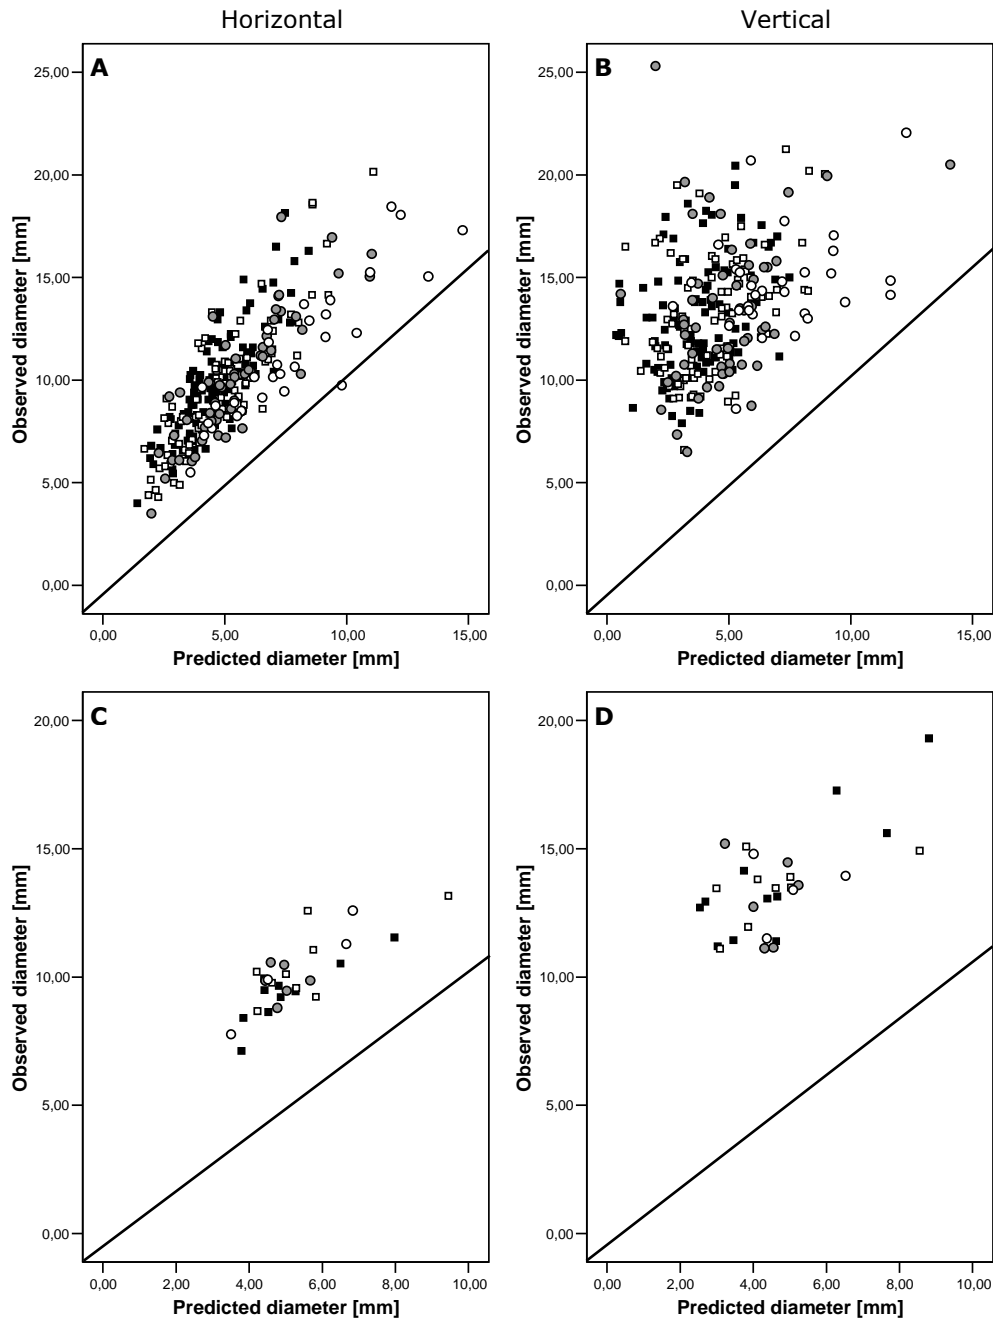 Horizontal
Vertical
A
B
25,00
20,00
15,00
10,00
5,00
0,00
Observed diameter [mm]
0,00 5,00 10,00 15,00
Predicted diameter [mm]
25,00
20,00
15,00
10,00
5,00
0,00
Observed diameter [mm]
0,00 5,00 10,00 15,00
Predicted diameter [mm]
C
D
20,00
15,00
10,00
5,00
0,00
Observed diameter [mm]
0,00 2,00 4,00 6,00 8,00 10,00
Predicted diameter [mm]
20,00
15,00
10,00
5,00
0,00
Observed diameter [mm]
0,00 2,00 4,00 6,00 8,00 10,00
Predicted diameter [mm]